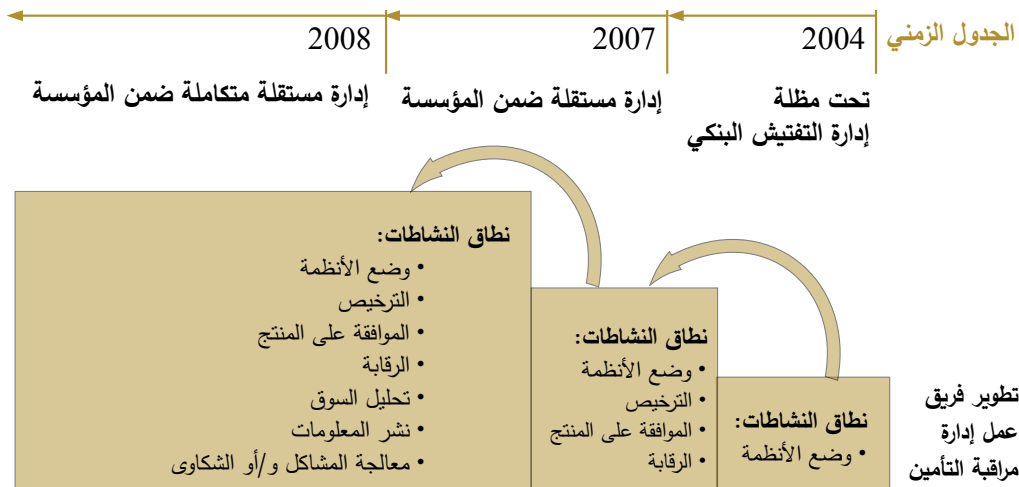 الجدول الزمني
2004
2007
2008
تحت مظلة
إدارة التفتيش البنكي
إدارة مستقلة ضمن المؤسسة
إدارة مستقلة متكاملة ضمن المؤسسة
تطوير فريق
عمل إدارة
مراقبة التأمين
نطاق النشاطات:
• وضع الأنظمة
نطاق النشاطات:
• وضع الأنظمة
• الترخيص
• الموافقة على المنتج
• الرقابة
نطاق النشاطات:
• وضع الأنظمة
• الترخيص
• الموافقة على المنتج
• الرقابة
• تحليل السوق
• نشر المعلومات
• معالجة المشاكل و/أو الشكاوى